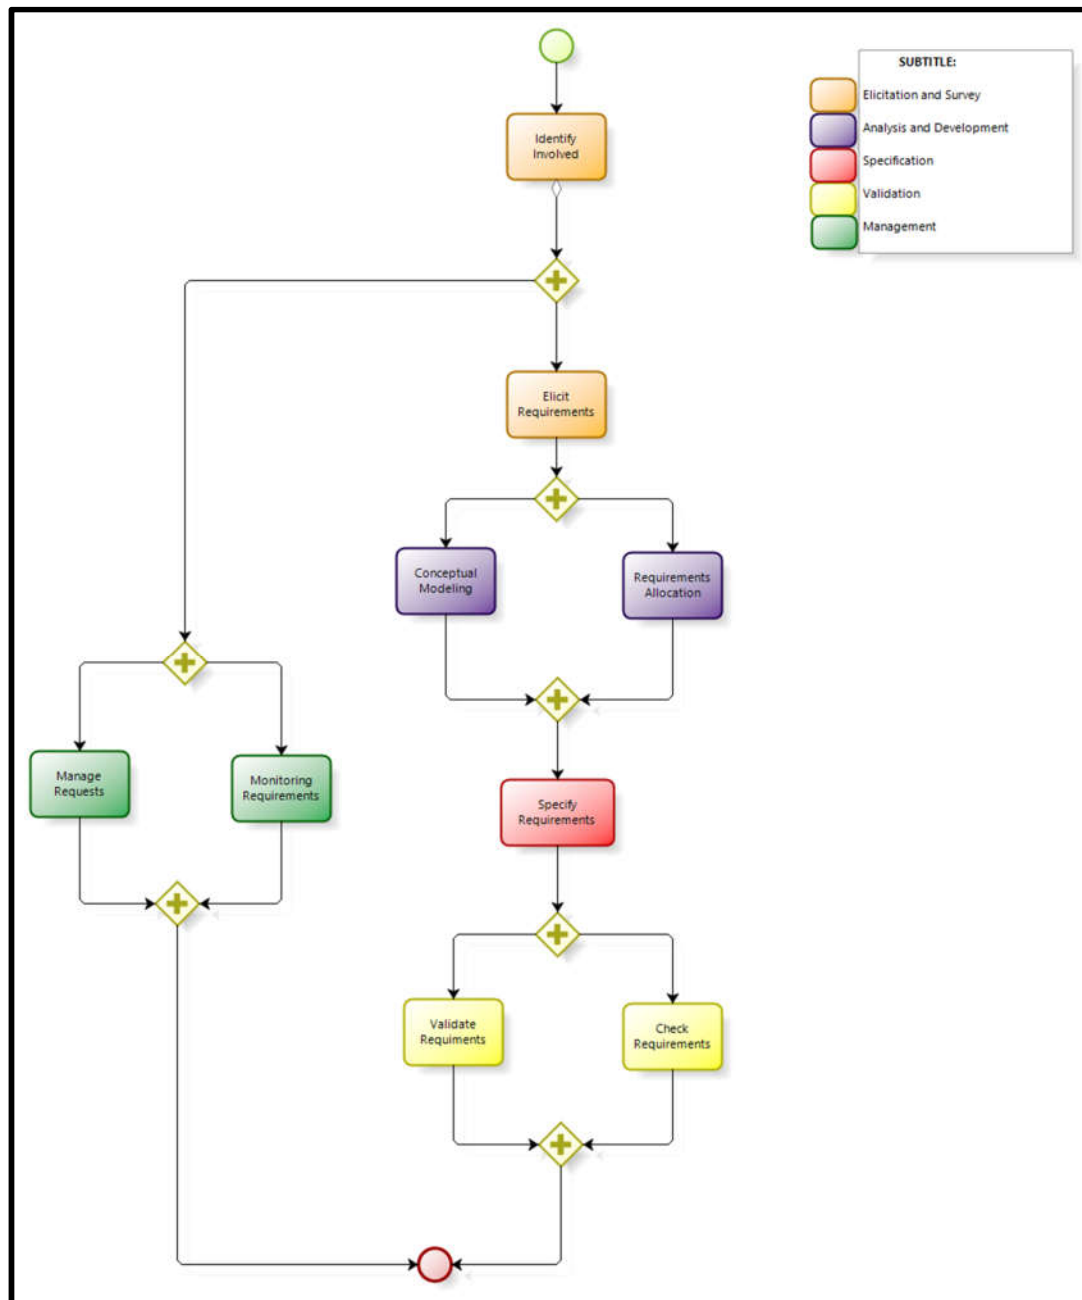 SUBTITLE:
Elicitation and Survey
Analysis and Development
Specification
Validation
Management
Identify
Involved
Elicit
Requirements
Conceptual
Modeling
Requirements
Allocation
Manage
Requests
Monitoring
Requirements
Specify
Requirements
Validate
Requiments
Check
Requirements